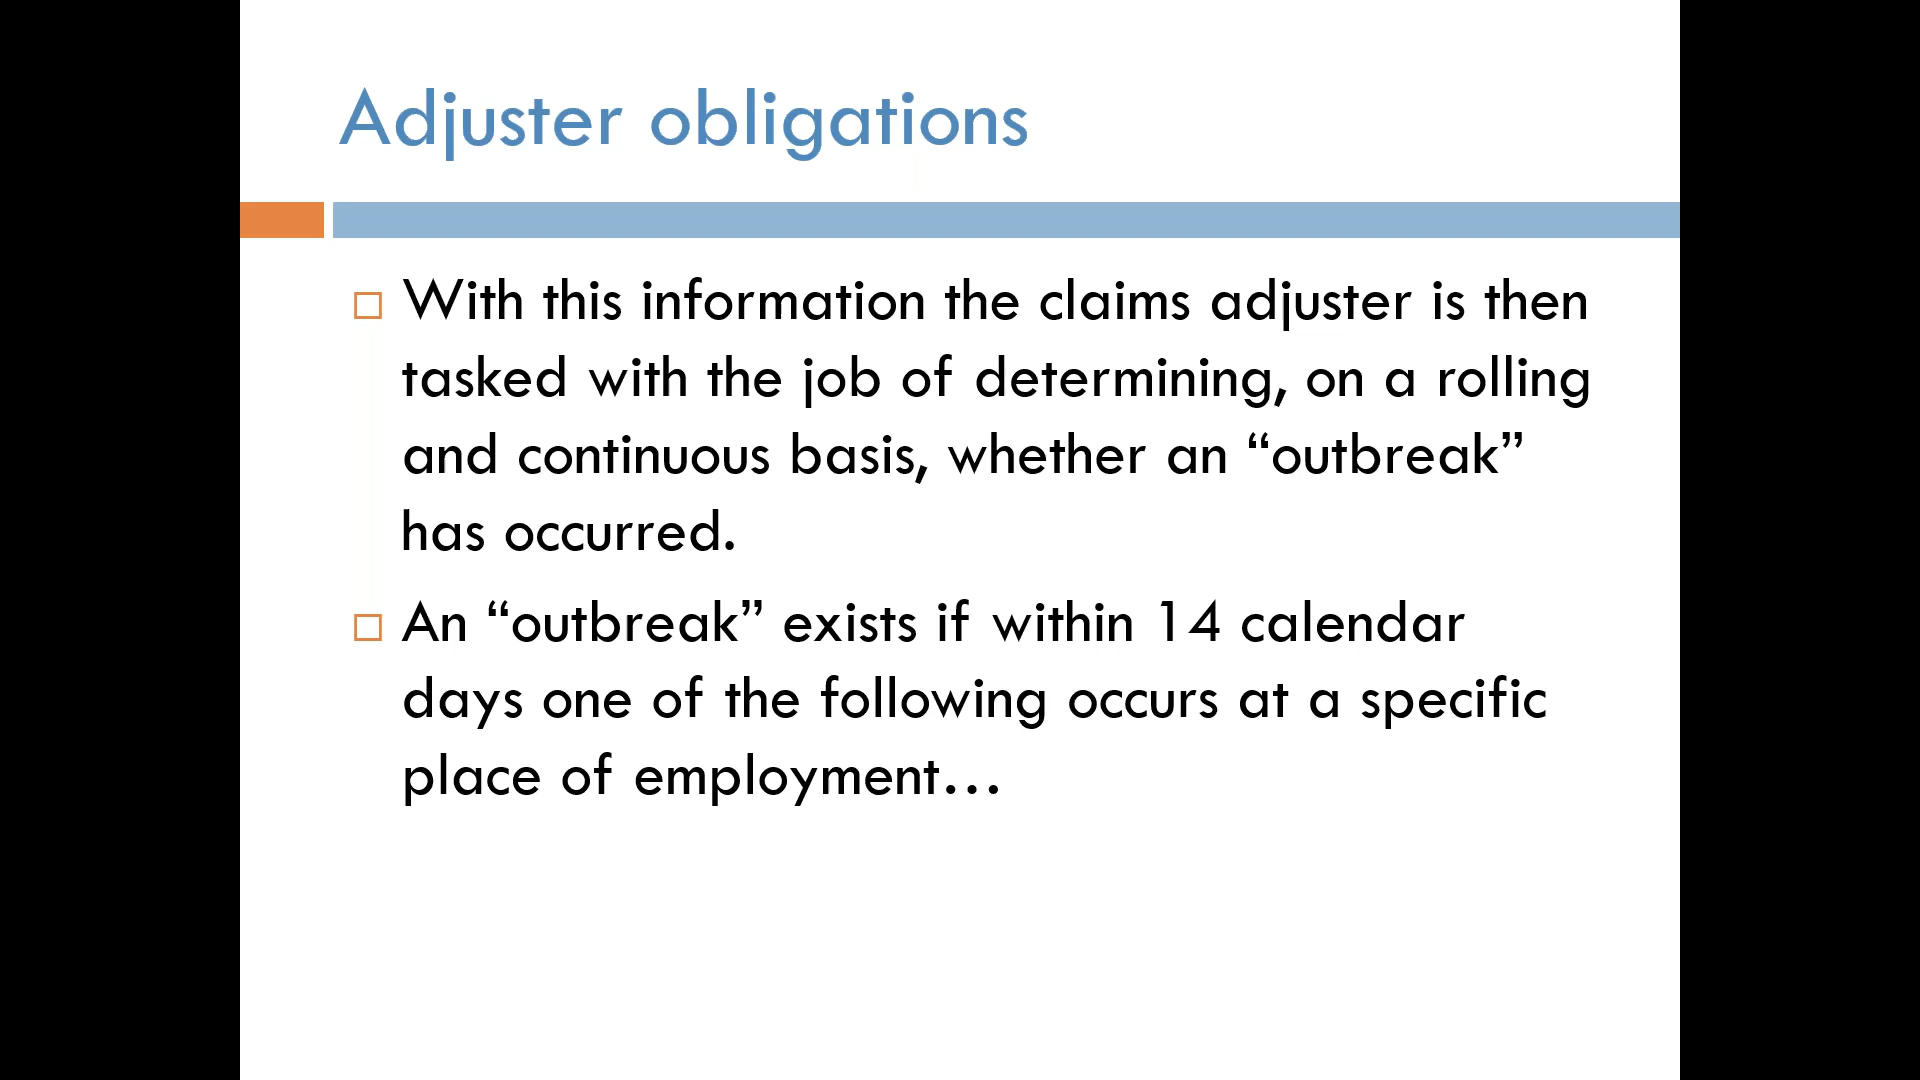 Adjuster obligations
With this information the claims adjuster is then
tasked with the job of determining, on a rolling
and continuous basis, whether an “outbreak”
has occurred.
An “outbreak” exists if within 14 calendar
days one of the following occurs at a specific
place of employment…